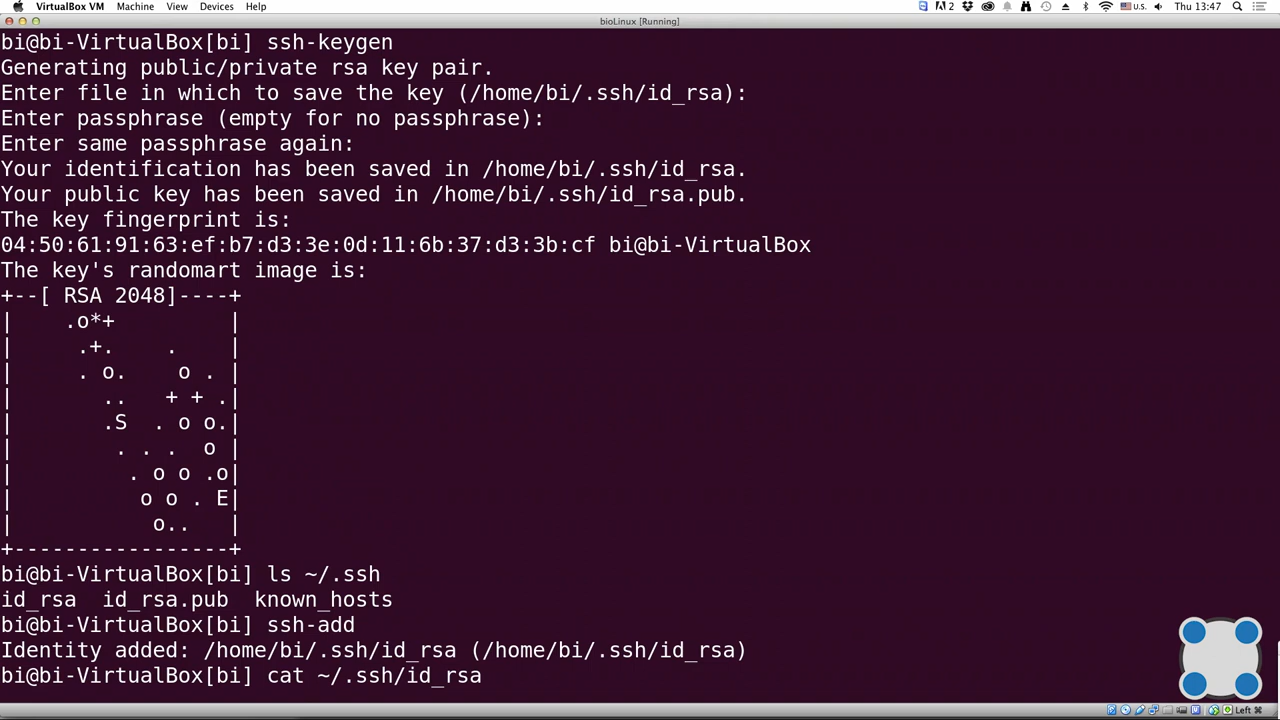 VirtualBox VM Machine View Devices Help 2 U.S. Thu 13:47
bioLinux [Running]
bi@bi-VirtualBox[bi] ssh-keygen
Generating public/private rsa key pair.
Enter file in which to save the key (/home/bi/.ssh/id_rsa):
Enter passphrase (empty for no passphrase):
Enter same passphrase again:
Your identification has been saved in /home/bi/.ssh/id_rsa.
Your public key has been saved in /home/bi/.ssh/id_rsa.pub.
The key fingerprint is:
04:50:61:91:63:ef:b7:d3:3e:0d:11:6b:37:d3:3b:cf bi@bi-VirtualBox
The key's randomart image is:
+--[ RSA 2048]----+
|    .o*+         |
|     .+.    .    |
|     . o.    o . |
|       ..   + + .|
|       .S  . o o.|
|        . . .  o |
|         . o o .o|
|          o o . E|
|           o..   |
+-----------------+
bi@bi-VirtualBox[bi] ls ~/.ssh
id_rsa  id_rsa.pub  known_hosts
bi@bi-VirtualBox[bi] ssh-add
Identity added: /home/bi/.ssh/id_rsa (/home/bi/.ssh/id_rsa)
bi@bi-VirtualBox[bi] cat ~/.ssh/id_rsa
Left ⌘